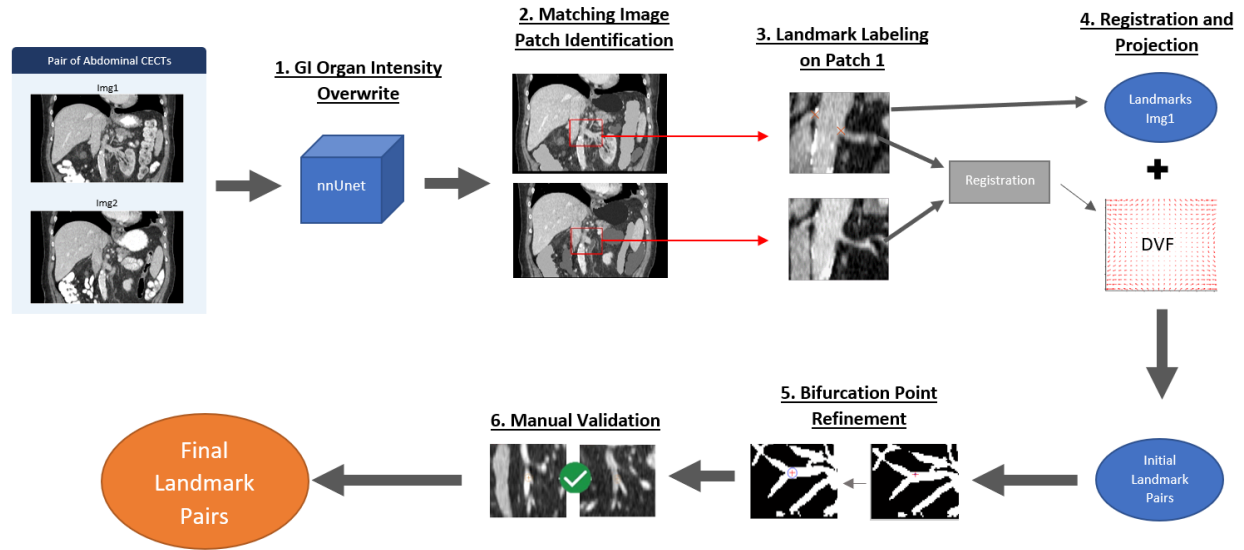 Pair of Abdominal CECTs
Img1
Img2
1. GI Organ Intensity
Overwrite
nnUnet
2. Matching Image
Patch Identification
3. Landmark Labeling
on Patch 1
Registration
4. Registration and
Projection
Landmarks
Img1
DVF
Initial
Landmark
Pairs
5. Bifurcation Point
Refinement
6. Manual Validation
Final
Landmark
Pairs